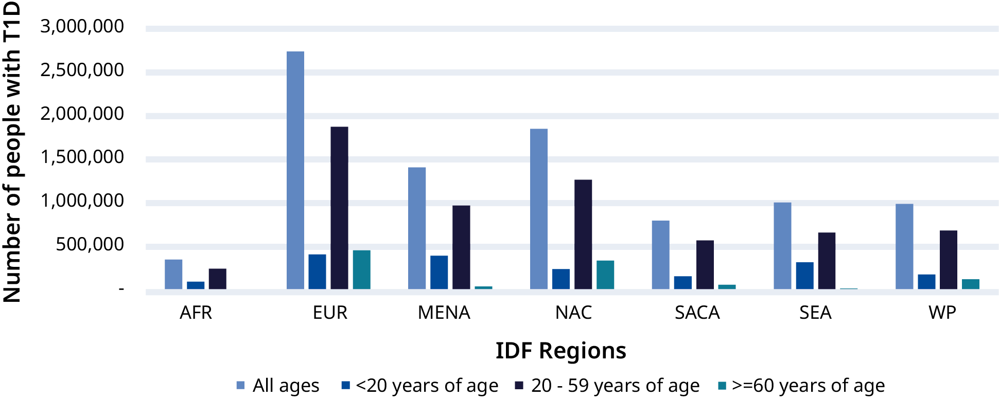 Number of people with T1D
3,000,000
2,500,000
2,000,000
1,500,000
1,000,000
500,000
-
AFR EUR MENA NAC SACA SEA WP
IDF Regions
All ages <20 years of age 20 - 59 years of age >=60 years of age